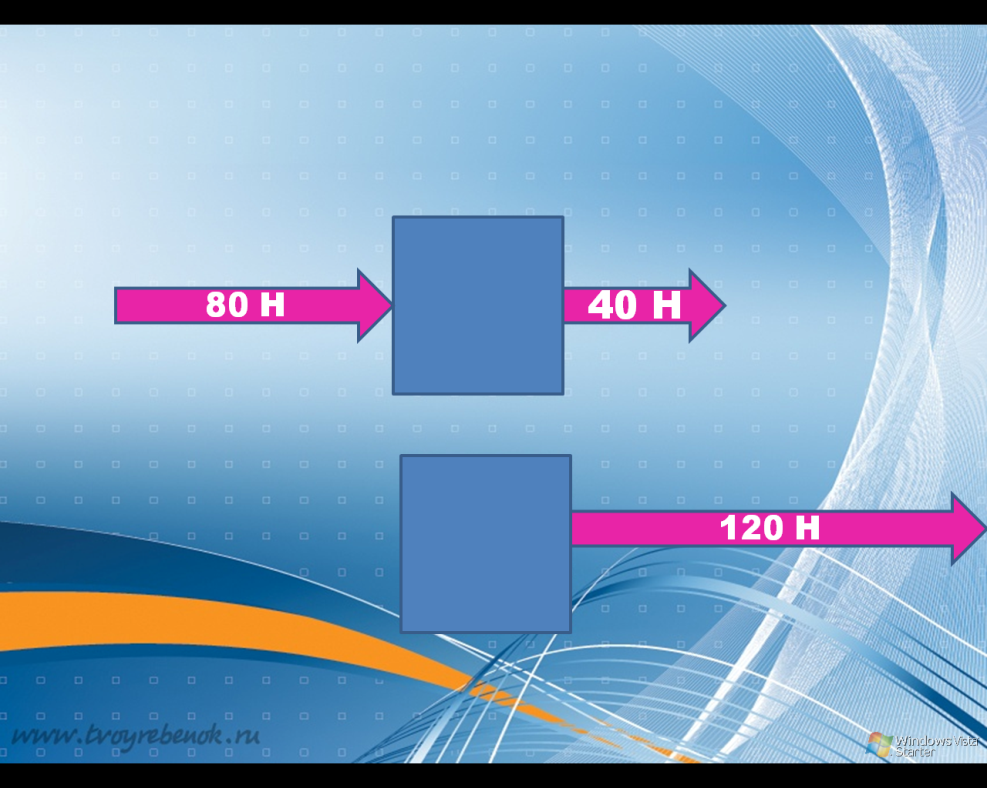 80 Н
40 Н
120 Н
www.tvoyrebenok.ru
Windows Vista
Starter